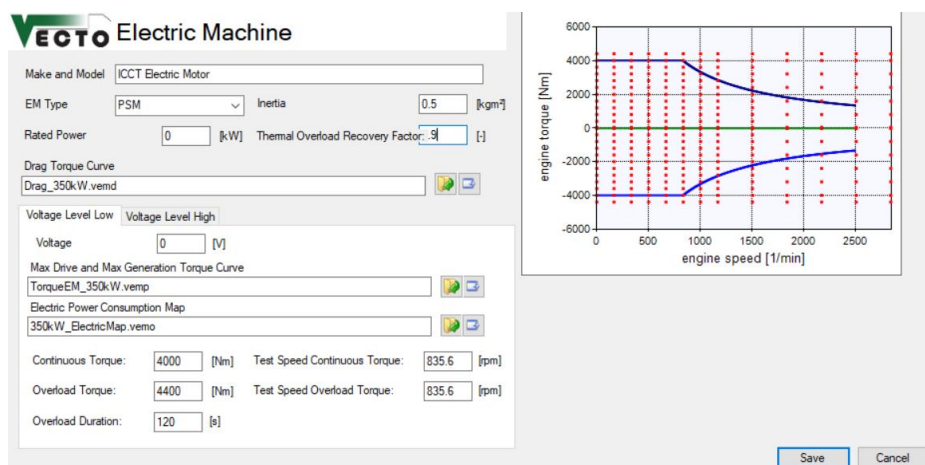 VECTO Electric Machine
Make and Model ICCT Electric Motor
EM Type PSM Inertia 0.5 [kgm²]
Rated Power 0 [kW] Thermal Overload Recovery Factor: .9 [-]
Drag Torque Curve
Drag_350kW.vemd
Voltage Level Low Voltage Level High
Voltage 0 [V]
Max Drive and Max Generation Torque Curve
TorqueEM_350kW.vemp
Electric Power Consumption Map
350kW_ElectricMap.vemo
Continuous Torque: 4000 [Nm] Test Speed Continuous Torque: 835.6 [rpm]
Overload Torque: 4400 [Nm] Test Speed Overload Torque: 835.6 [rpm]
Overload Duration: 120 [s]
6000
4000
2000
0
-2000
-4000
-6000
engine torque [Nm]
0 500 1000 1500 2000 2500
engine speed [1/min]
Save Cancel